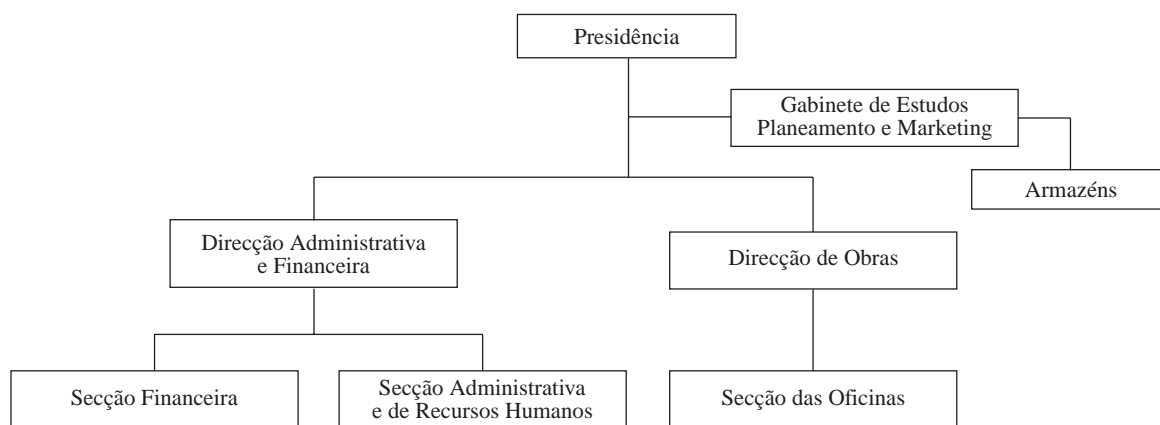 Presidência
Gabinete de Estudos
Planeamento e Marketing
Armazéns
Direcção Administrativa
e Financeira
Direcção de Obras
Secção Financeira
Secção Administrativa
e de Recursos Humanos
Secção das Oficinas